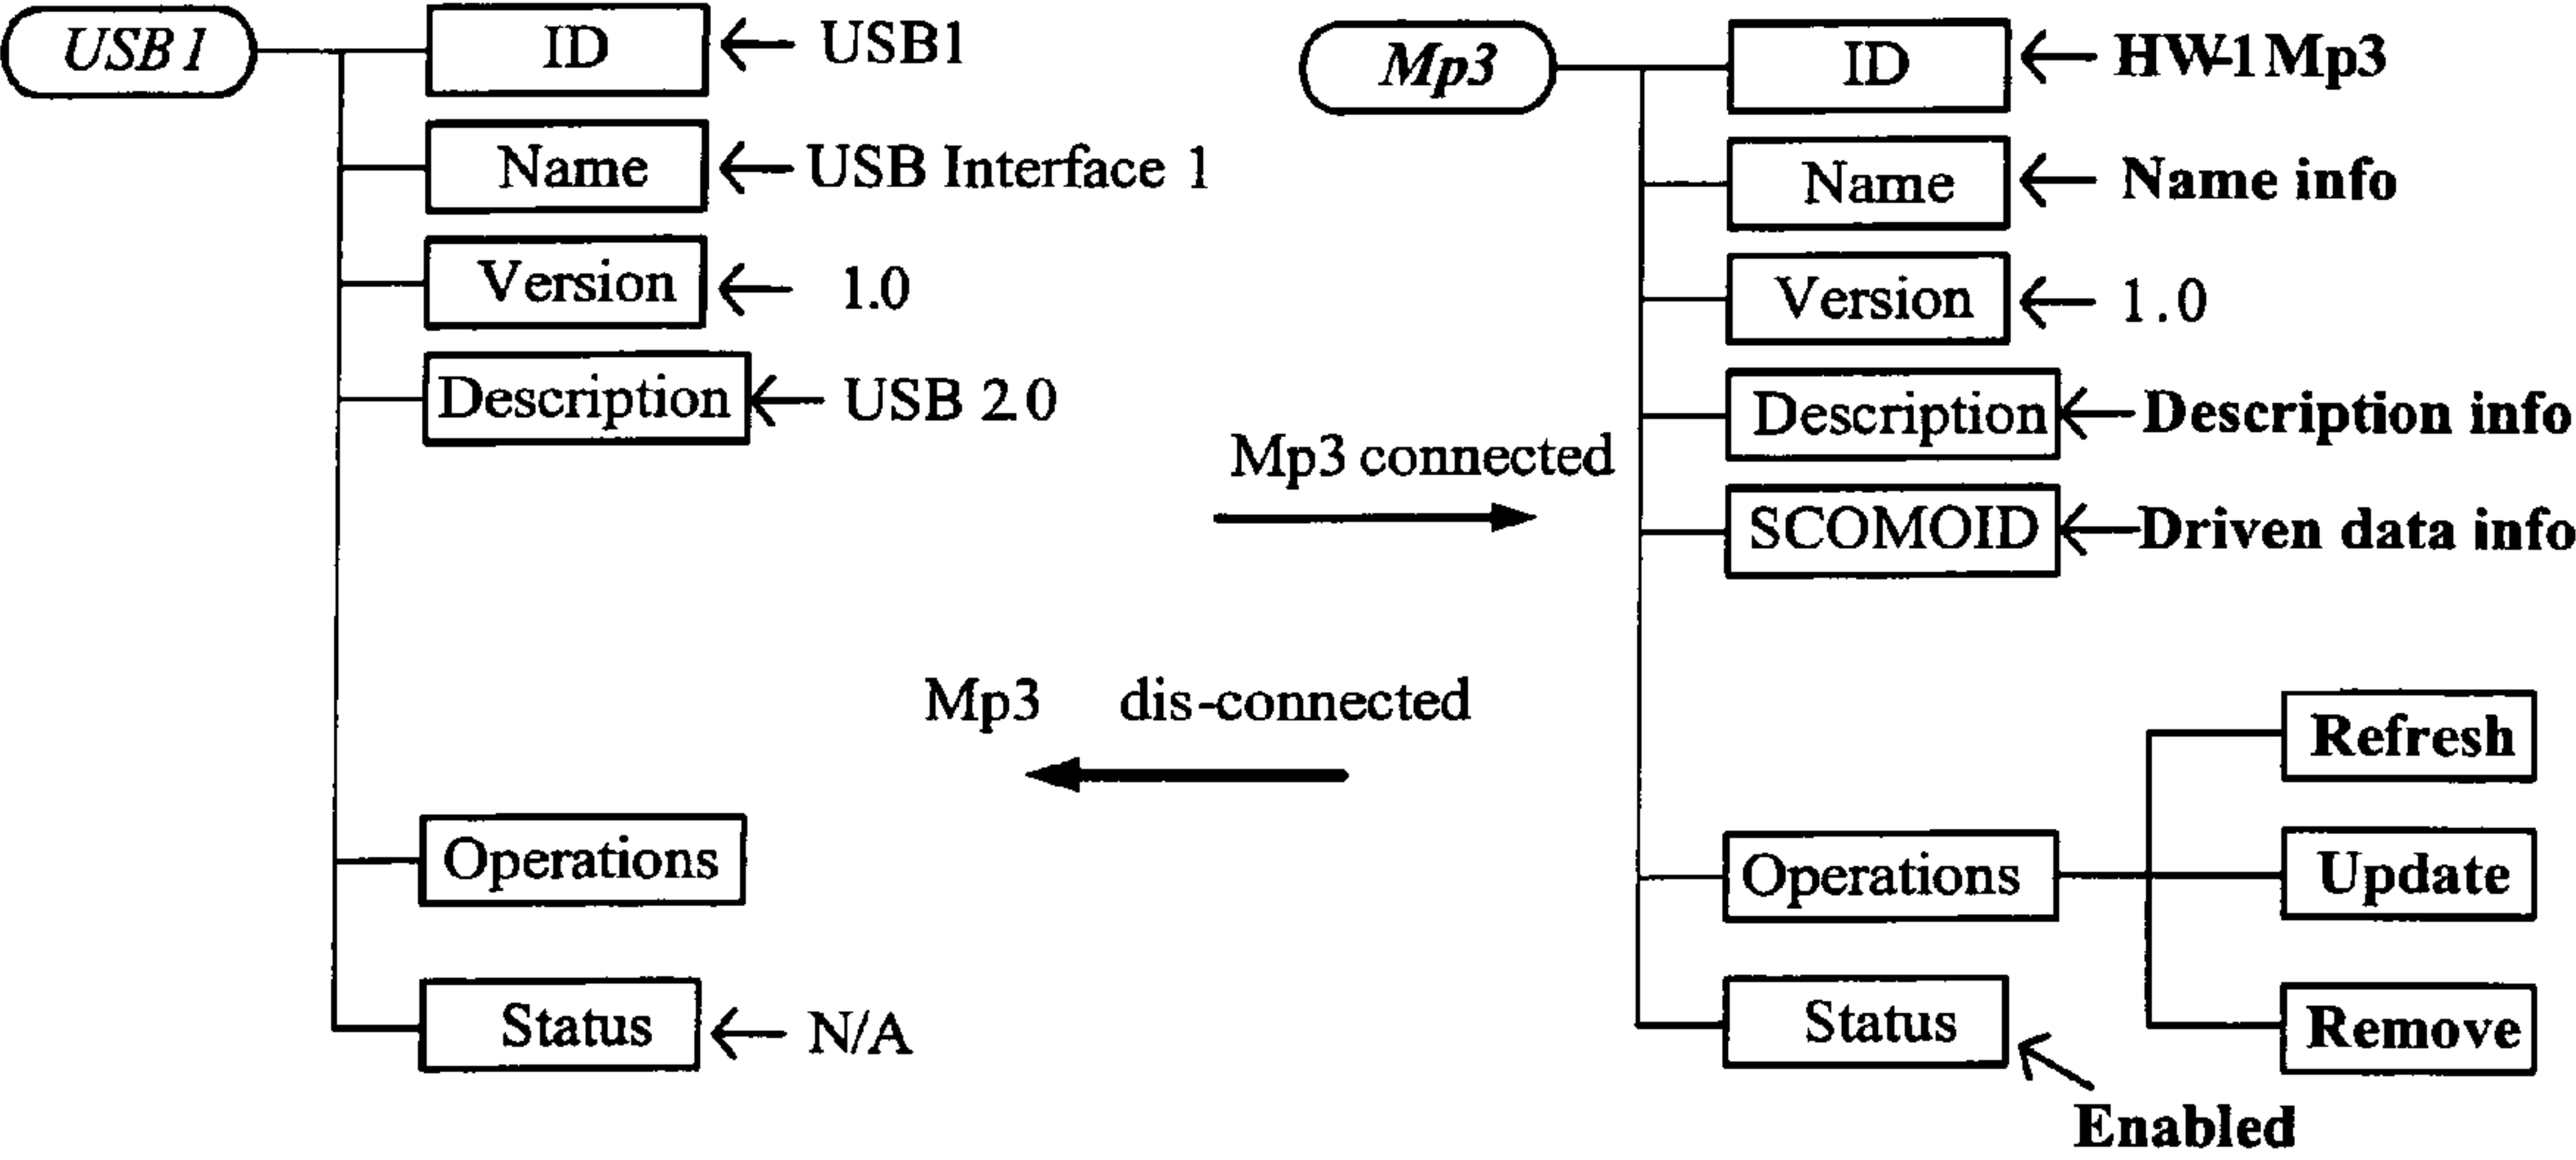 USB1
ID
USB1
Name
USB Interface 1
Version
1.0
Description
USB 2.0
Operations
Status
N/A
Mp3 connected
Mp3 dis-connected
Mp3
ID
HW-1Mp3
Name
Name info
Version
1.0
Description
Description info
SCOMOID
Driven data info
Operations
Refresh
Update
Remove
Status
Enabled